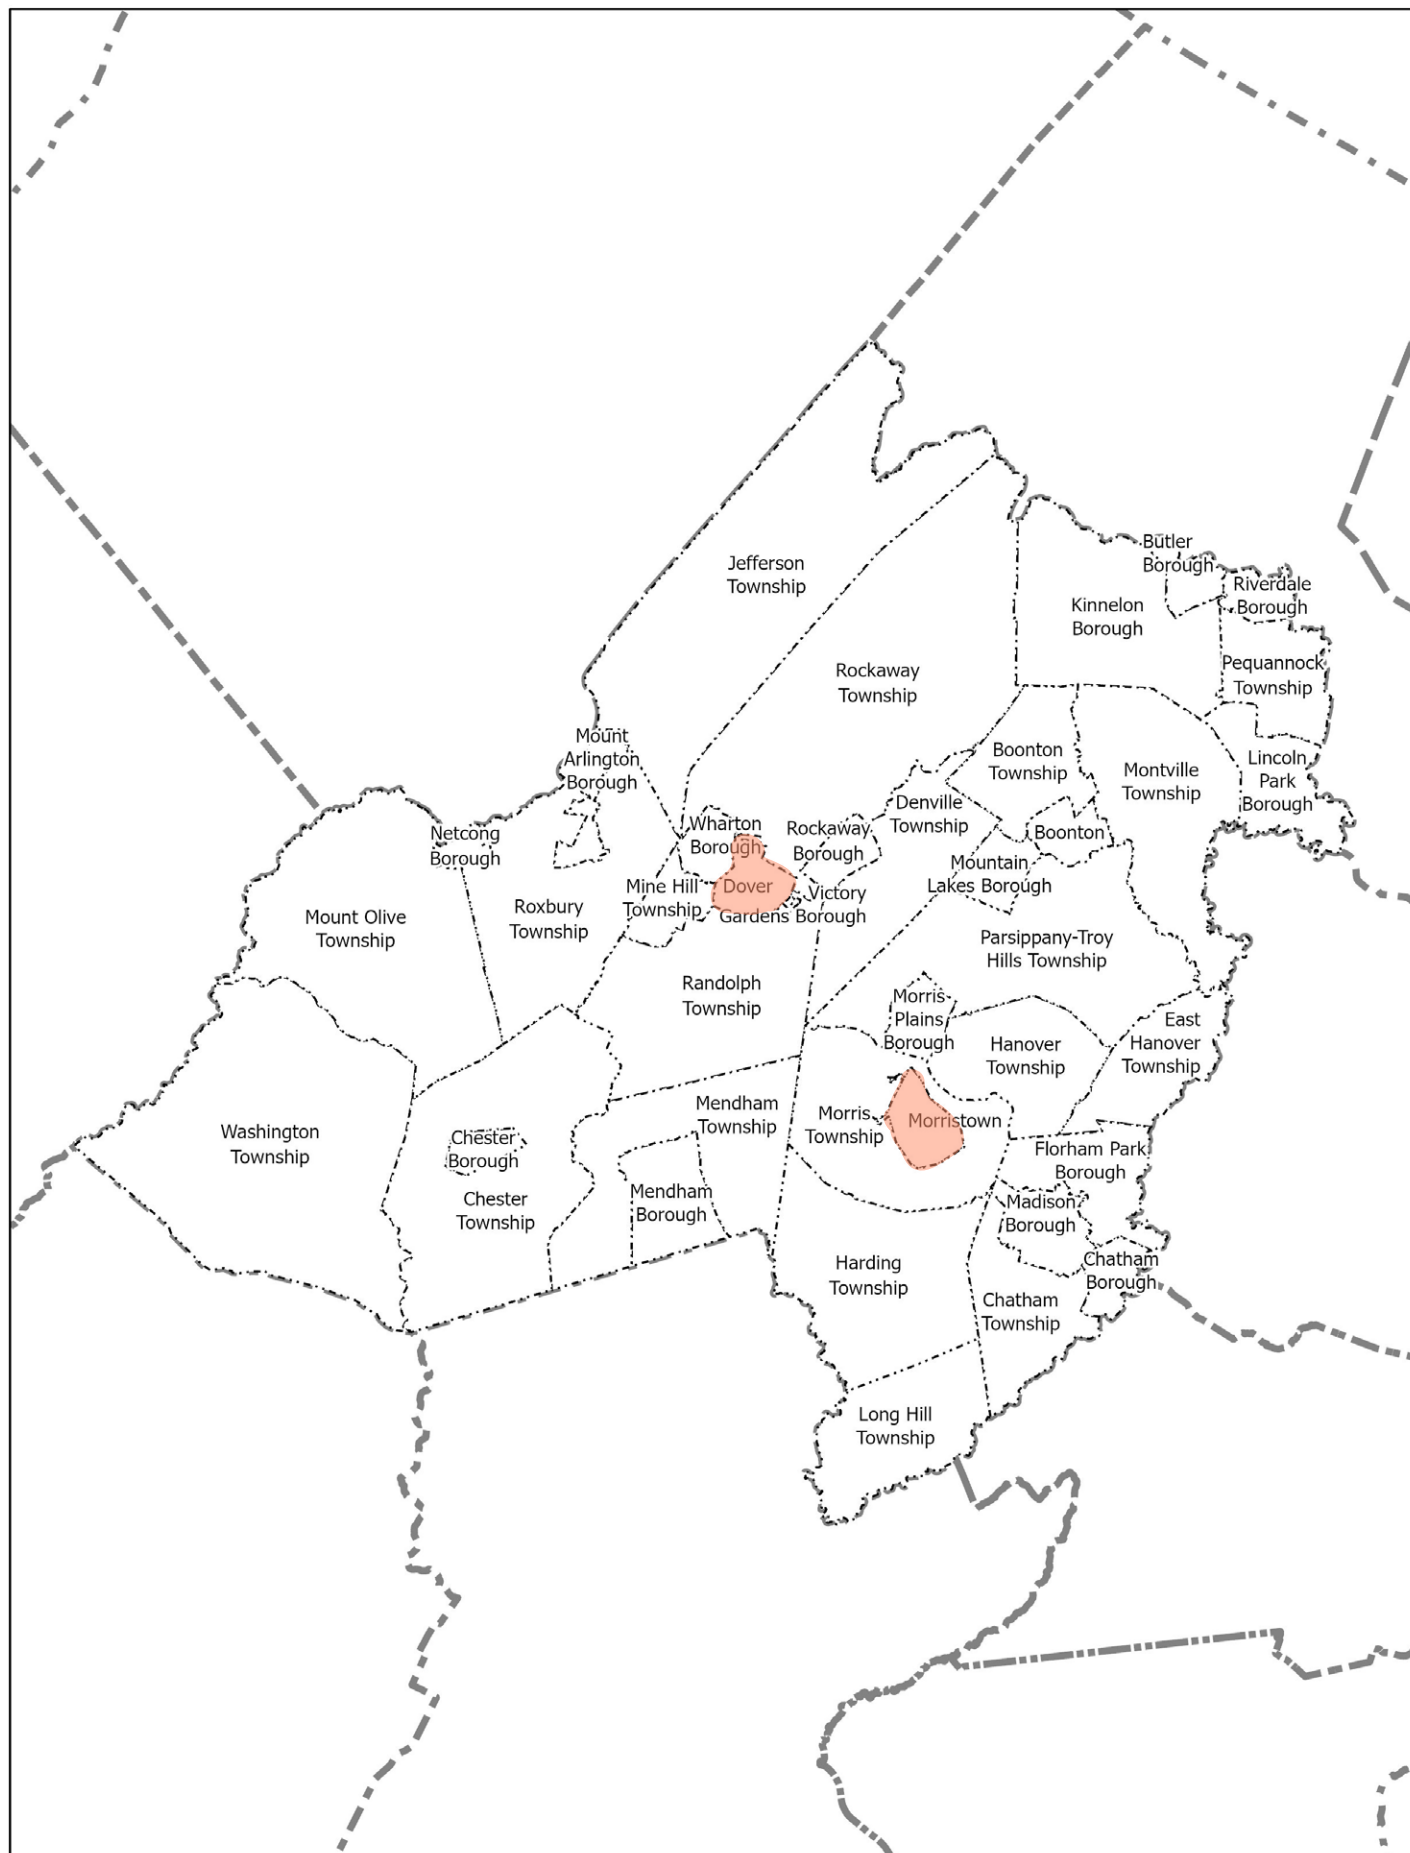 Jefferson
Township
Butler
Borough
Riverdale
Borough
Kinnelon
Borough
Pequannock
Township
Rockaway
Township
Mount
Arlington
Borough
Boonton
Township
Montville
Township
Lincoln
Park
Borough
Netcong
Borough
Wharton
Borough
Rockaway
Borough
Denville
Township
Boonton
Mountain
Lakes Borough
Mine Hill
Township
Dover
Victory
Gardens Borough
Mount Olive
Township
Roxbury
Township
Parsippany-Troy
Hills Township
Randolph
Township
Morris
Plains
Borough
Hanover
Township
East
Hanover
Township
Washington
Township
Chester
Borough
Chester
Township
Mendham
Township
Mendham
Borough
Morris
Township
Morristown
Florham Park
Borough
Madison
Borough
Chatham
Borough
Harding
Township
Chatham
Township
Long Hill
Township